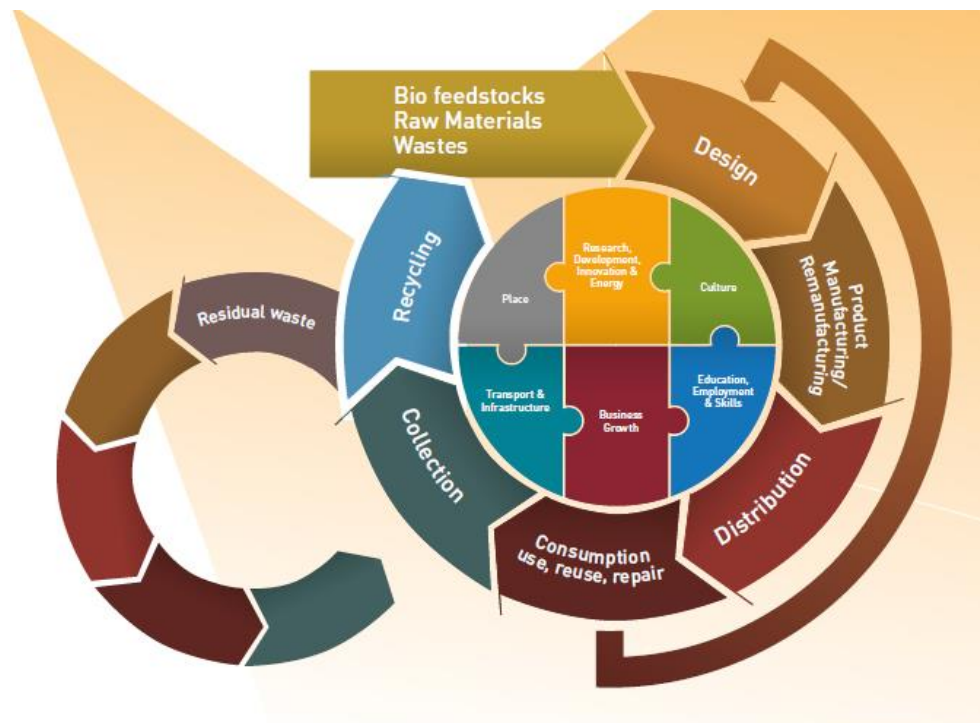 Bio feedstocks
Raw Materials
Wastes
Design
Product
Manufacturing/
Remanufacturing
Distribution
Consumption
use, reuse, repair
Collection
Recycling
Residual waste
Place
Research,
Development,
Innovation &
Energy
Culture
Transport &
Infrastructure
Business
Growth
Education,
Employment
& Skills